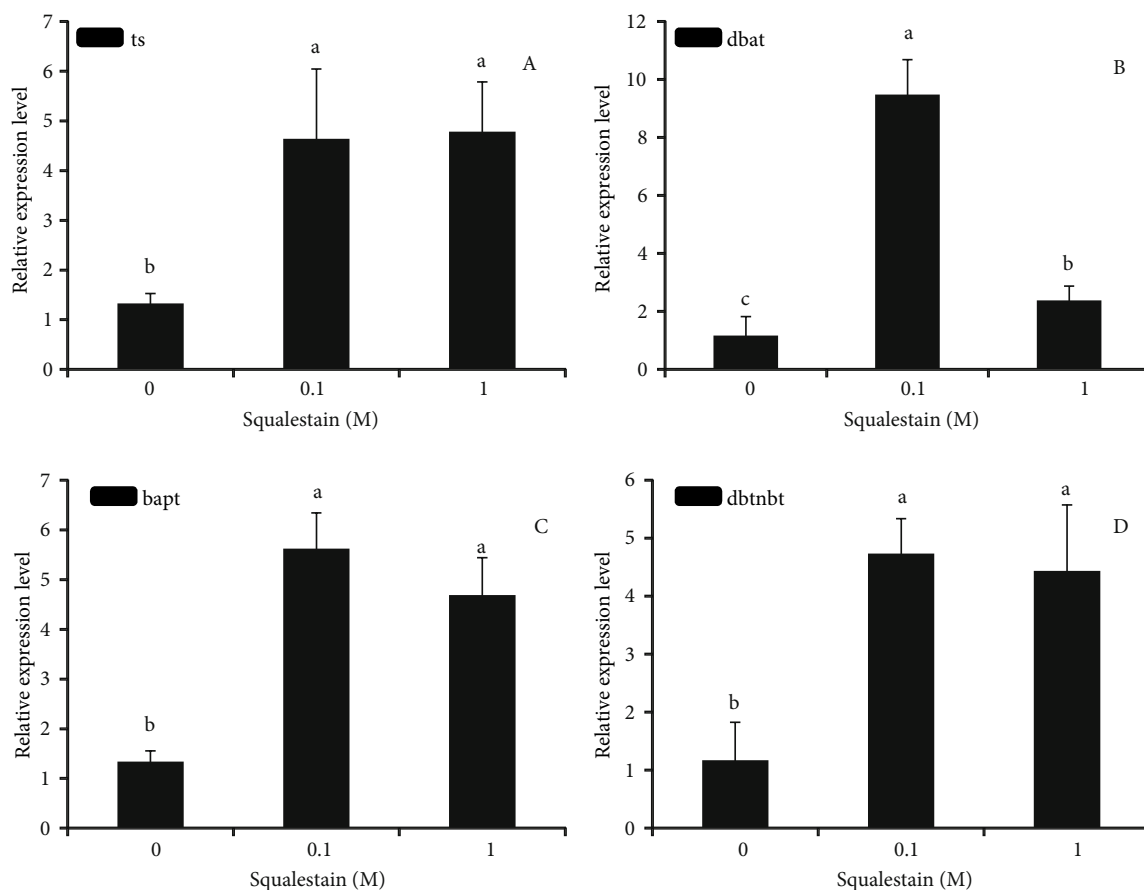 ts
A
Relative expression level
7
6
5
4
3
2
1
0
a
a
b
0 0.1 1
Squalestain (M)
dbat
B
Relative expression level
12
10
8
6
4
2
0
a
b
c
0 0.1 1
Squalestain (M)
bapt
C
Relative expression level
7
6
5
4
3
2
1
0
a
a
b
0 0.1 1
Squalestain (M)
dbtnbt
D
Relative expression level
6
5
4
3
2
1
0
a
a
b
0 0.1 1
Squalestain (M)